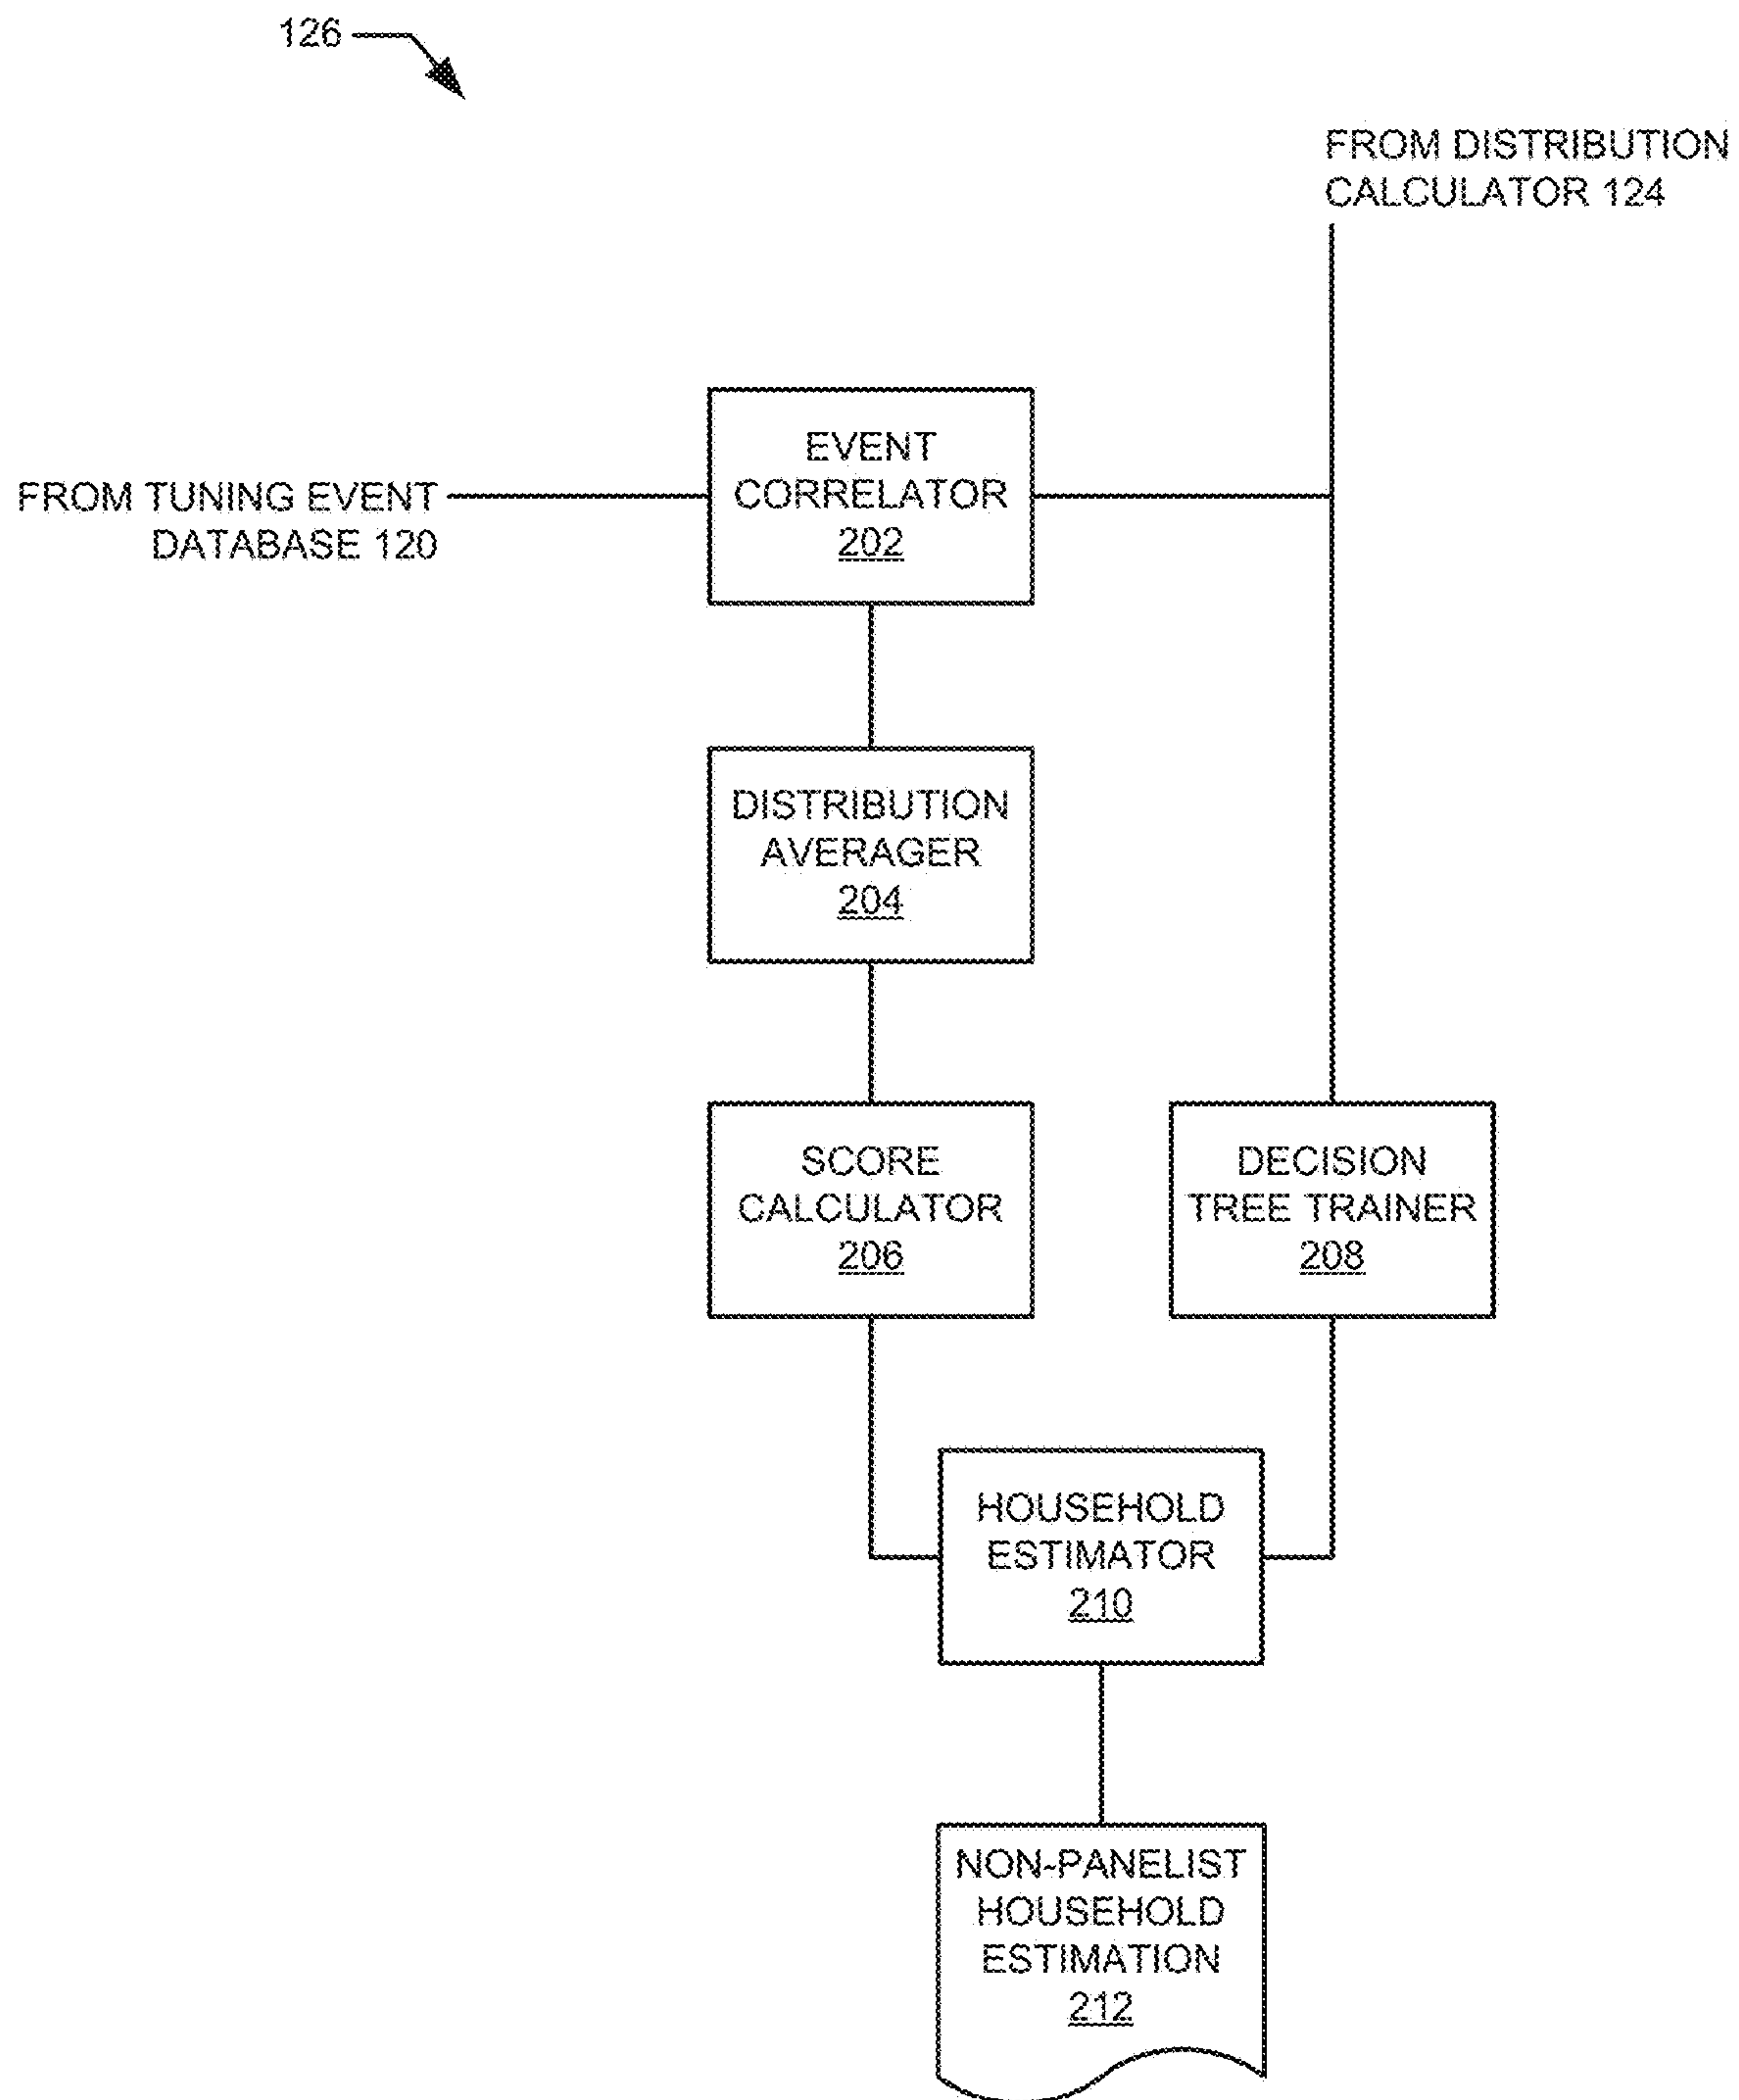 126
FROM DISTRIBUTION
CALCULATOR 124
EVENT
CORRELATOR
202
FROM TUNING EVENT
DATABASE 120
DISTRIBUTION
AVERAGER
204
SCORE
CALCULATOR
206
DECISION
TREE TRAINER
208
HOUSEHOLD
ESTIMATOR
210
NON-PANELIST
HOUSEHOLD
ESTIMATION
212